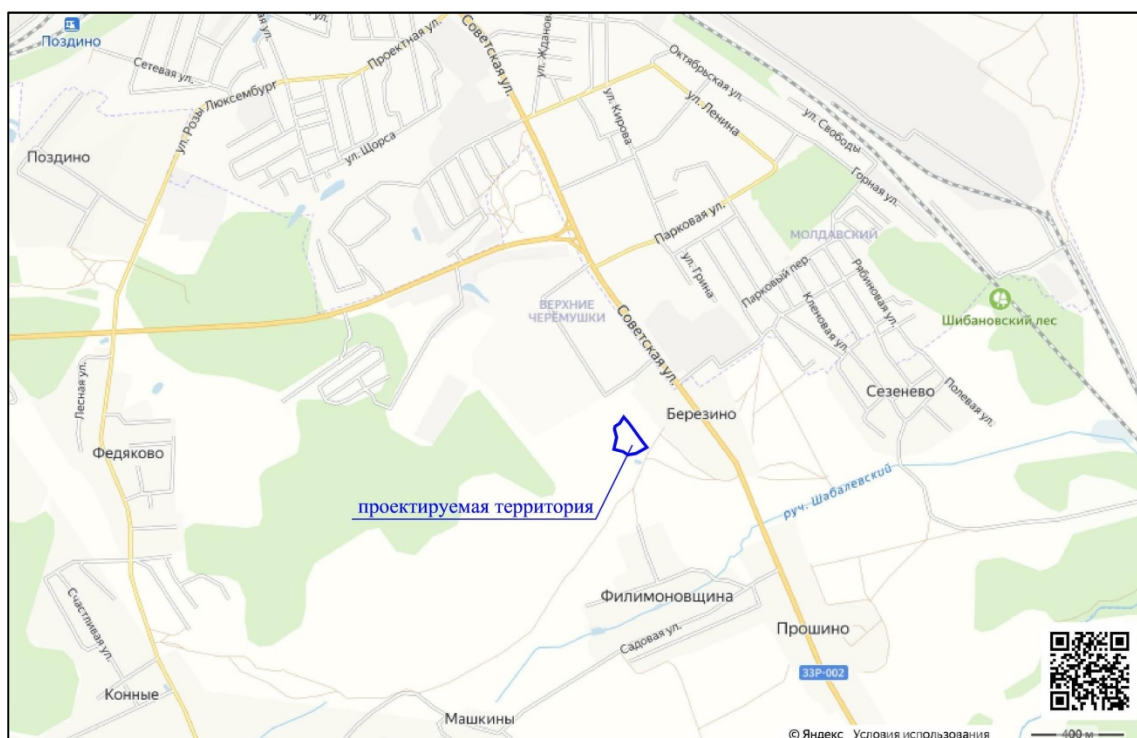 Поздино
Сетевая ул.
ул. Розы Люксембург
Проектная ул.
Советская ул.
ул. Жданова
Октябрьская ул.
ул. Щорса
ул. Кирова
ул. Ленина
ул. Свободы
Поздино
Горная ул.
Парковая ул.
МОЛДАВСКИЙ
ул. Грина
Парковый пер.
Рябиновая ул.
Кленовая ул.
ВЕРХНИЕ
ЧЕРЁМУШКИ
Советская ул.
Шибановский лес
Лесная ул.
Сезенево
Полевая ул.
Березино
Федяково
проектируемая территория
руч. Шабалевский
Счастливая ул.
Филимоновщина
Садовая ул.
Прошино
33Р-002
Конные
Машкины
© Яндекс Условия использования
400 м